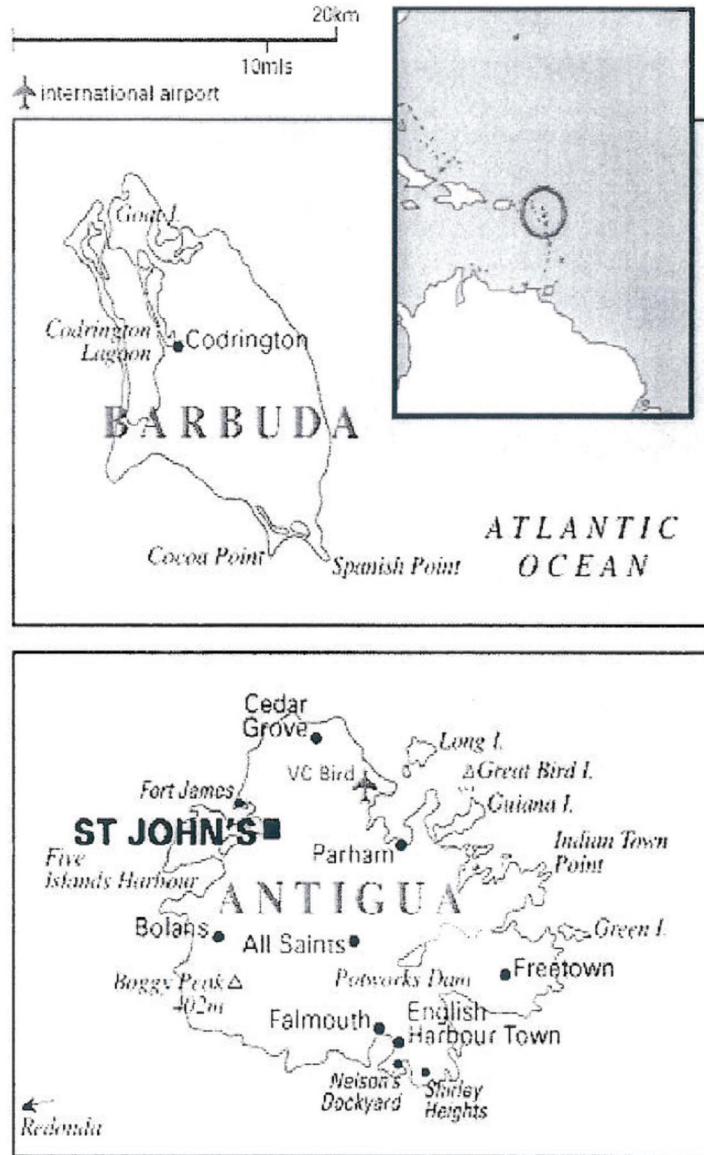 20km
10mls
international airport
Goat I.
Codrington
Lagoon
Codrington
BARBUDA
Cocoa Point
Spanish Point
ATLANTIC
OCEAN
Cedar
Grove
Long I.
VC Bird
Great Bird I.
Fort James
Guiana I.
ST JOHN'S
Parham
Indian Town
Point
Five
Islands Harbour
ANTIGUA
Bolans
All Saints
Green I.
Boggy Peak
402m
Potworks Dam
Freetown
Falmouth
English
Harbour Town
Nelson's
Dockyard
Shirley
Heights
Redonda